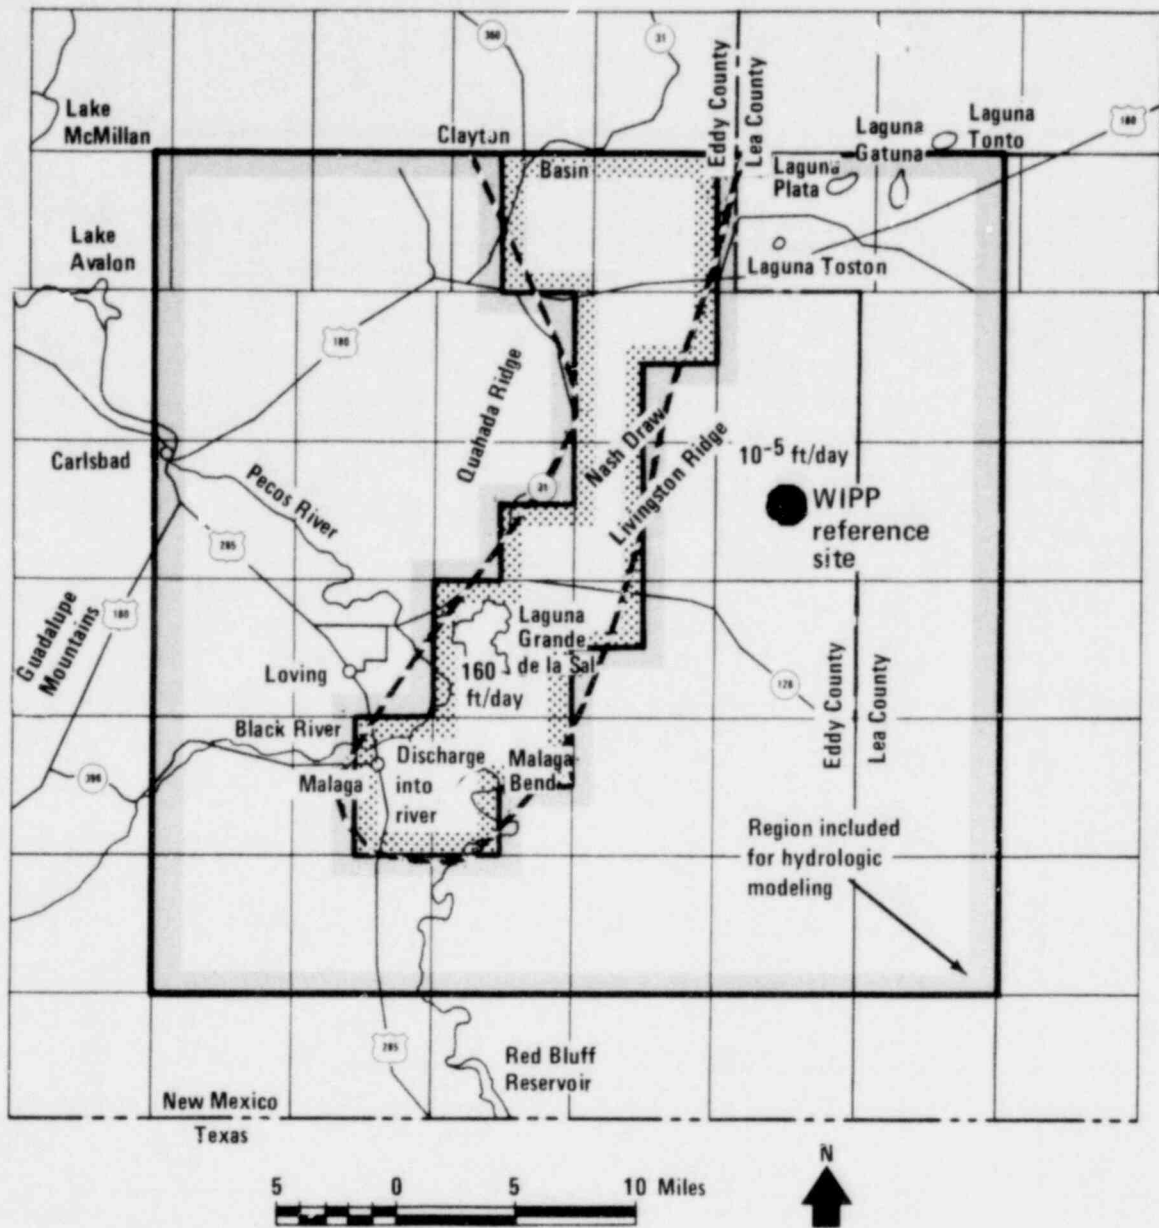 360
31
Eddy County
Lea County
180
Lake
McMillan
Clayton
Basin
Laguna
Gatuna
Laguna
Tonto
Laguna
Plata
Lake
Avalon
Laguna Toston
180
Quahada Ridge
Nash Draw
Livingston Ridge
10⁻⁵ ft/day
WIPP
reference
site
Carlsbad
Pecos River
31
285
Guadalupe
Mountains
180
Laguna
Grande
de la Sal
160
ft/day
Loving
128
Black River
Eddy County
Lea County
396
Malaga
Discharge
into
river
Malaga
Bend
Region included
for hydrologic
modeling
285
Red Bluff
Reservoir
New Mexico
Texas
5 0 5 10 Miles
N